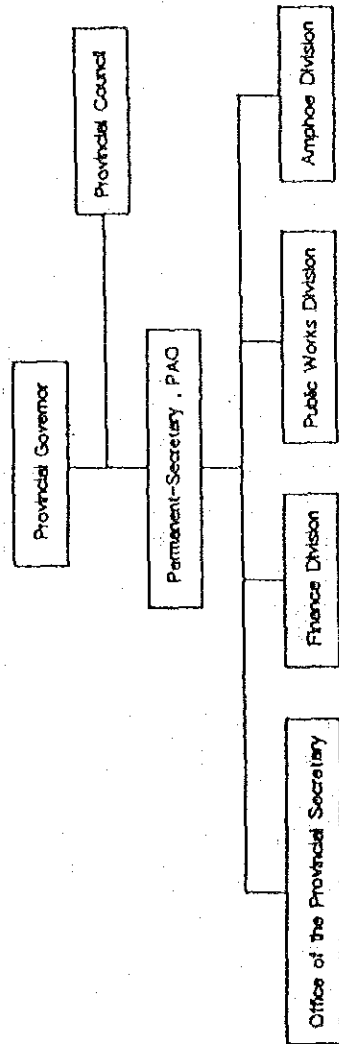 Provincial Governor
Provincial Council
Permanent-Secretary, PAO
Office of the Provincial Secretary
Finance Division
Public Works Division
Amphoe Division